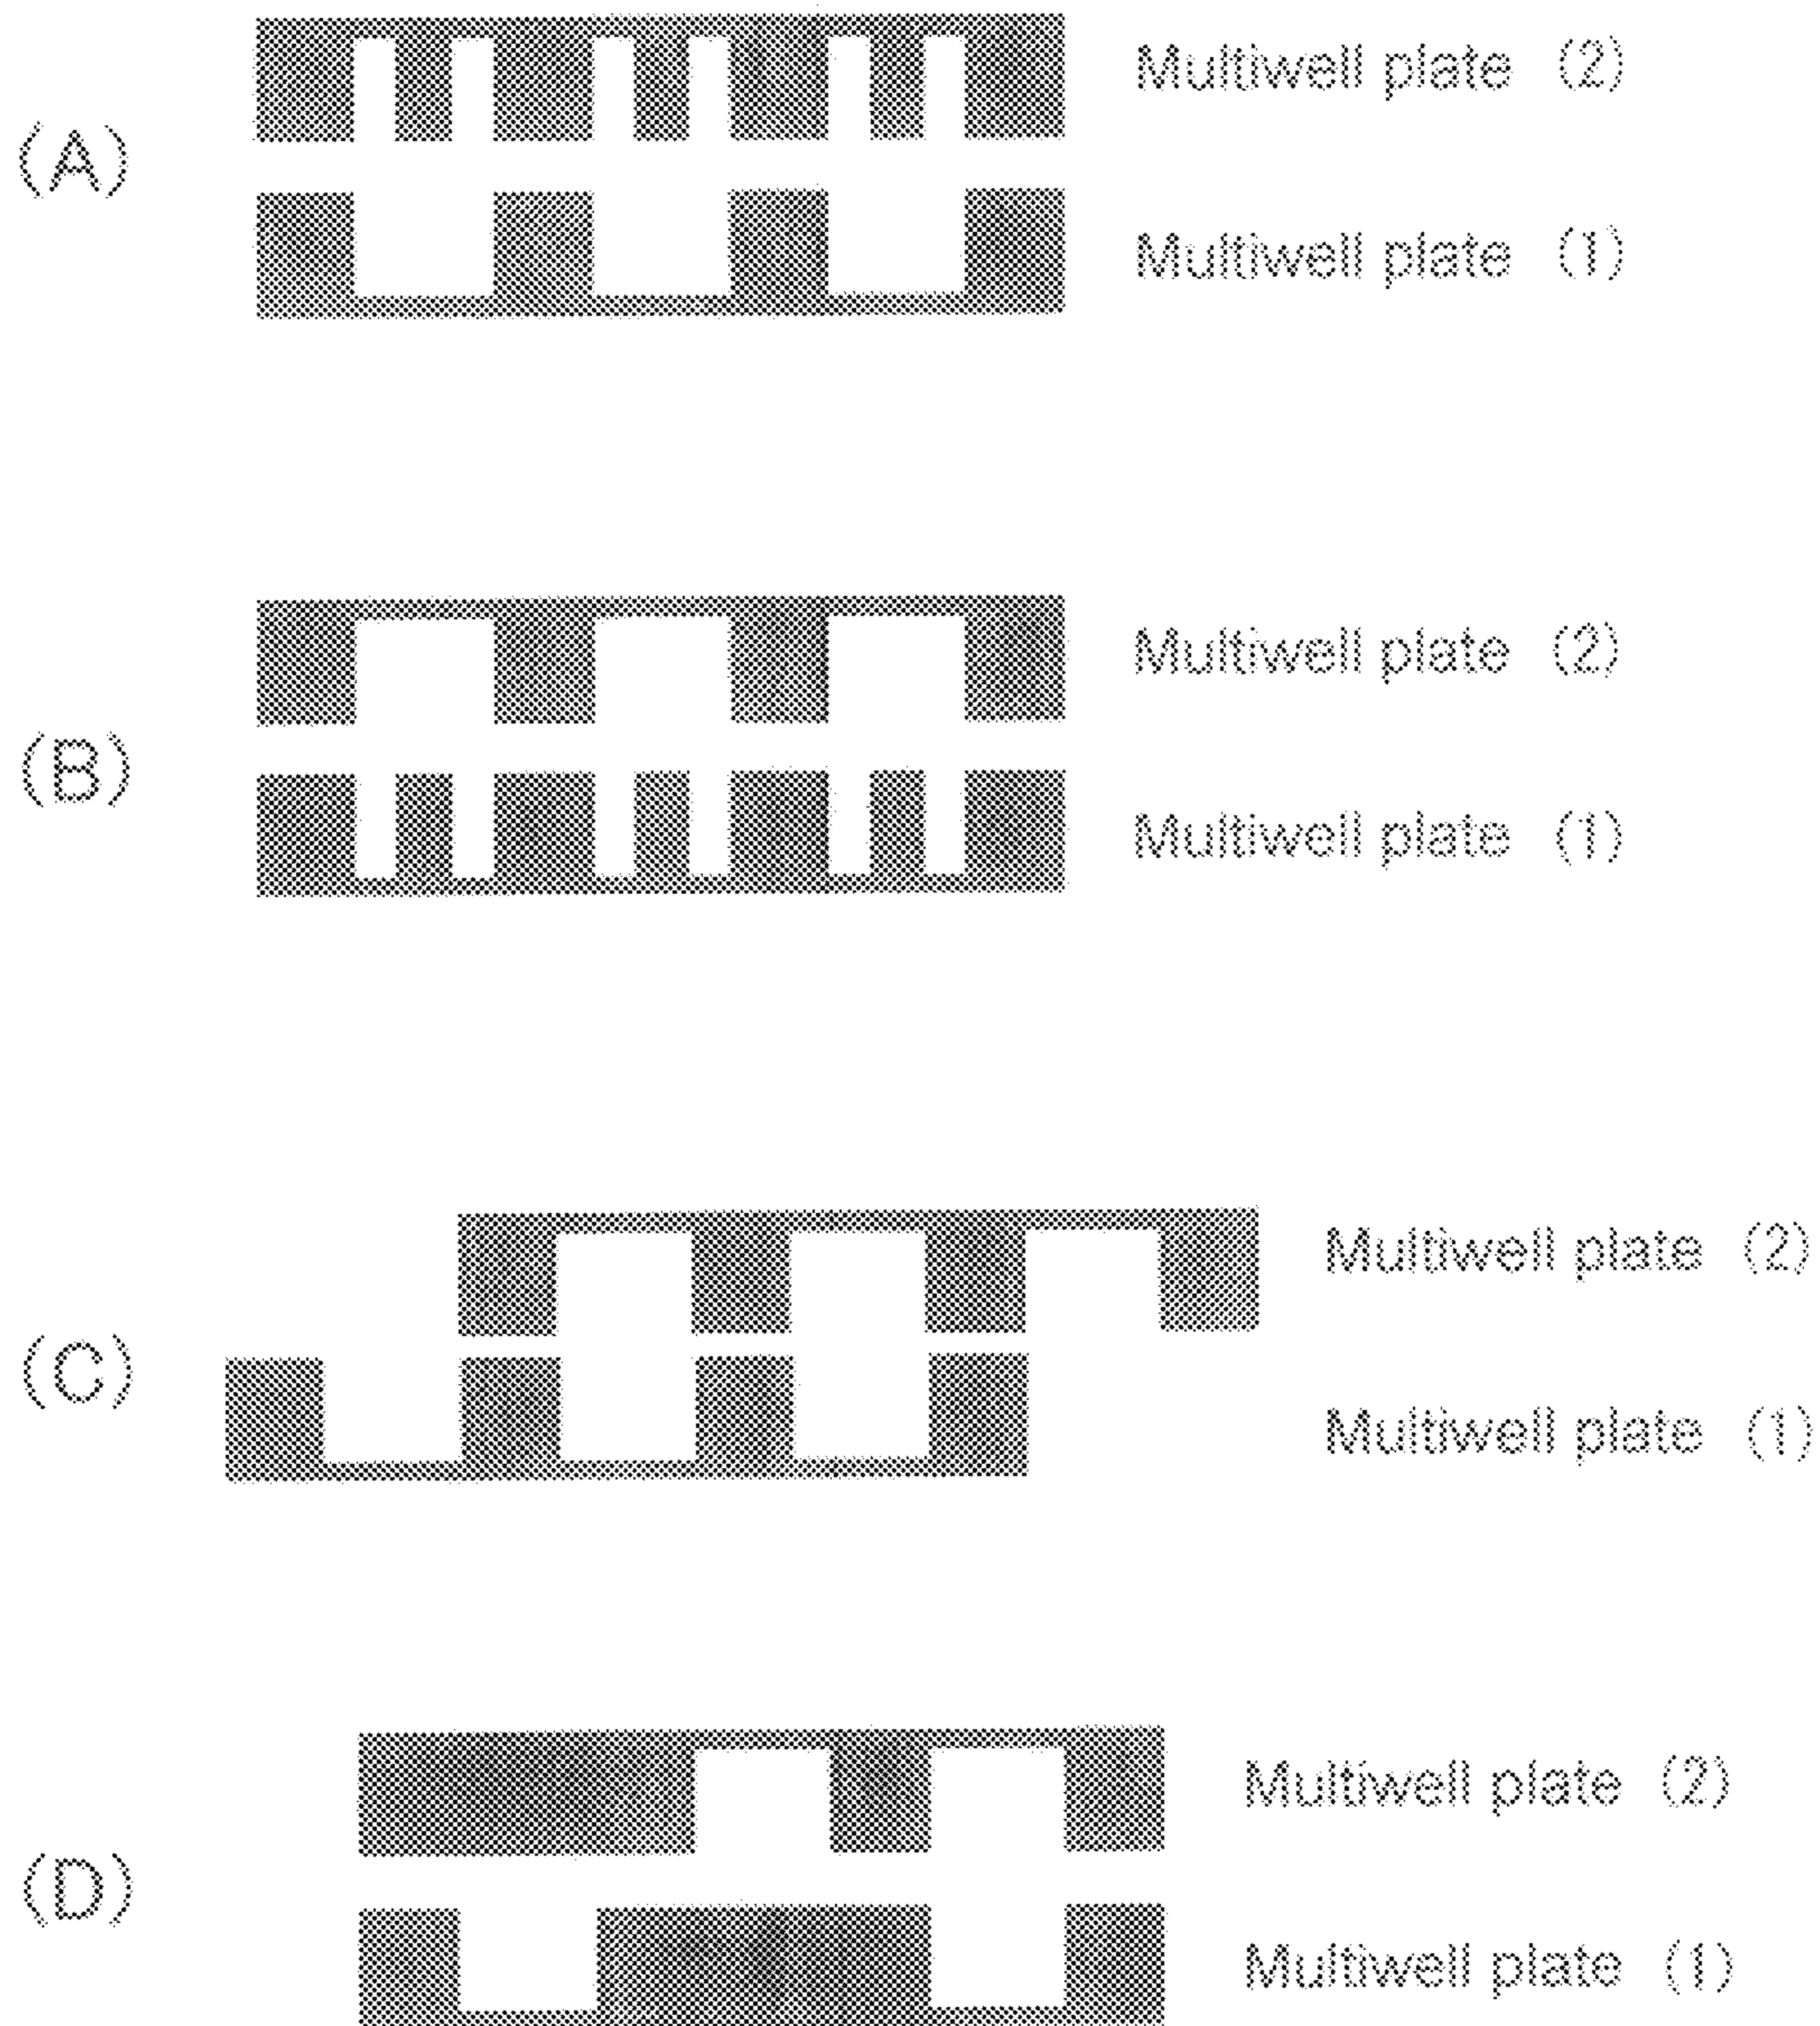 Multiwell plate (2)
(A)
Multiwell plate (1)
Multiwell plate (2)
(B)
Multiwell plate (1)
Multiwell plate (2)
(C)
Multiwell plate (1)
Multiwell plate (2)
(D)
Multiwell plate (1)